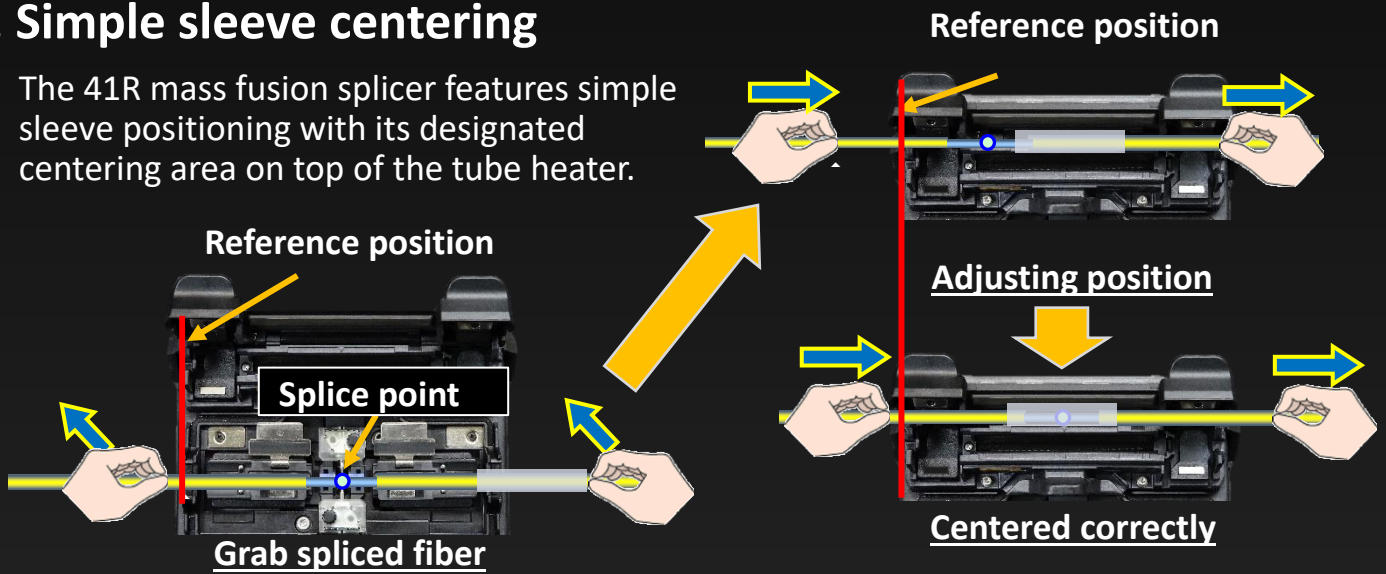 Simple sleeve centering
The 41R mass fusion splicer features simple
sleeve positioning with its designated
centering area on top of the tube heater.
Reference position
Splice point
Grab spliced fiber
Reference position
Adjusting position
Centered correctly